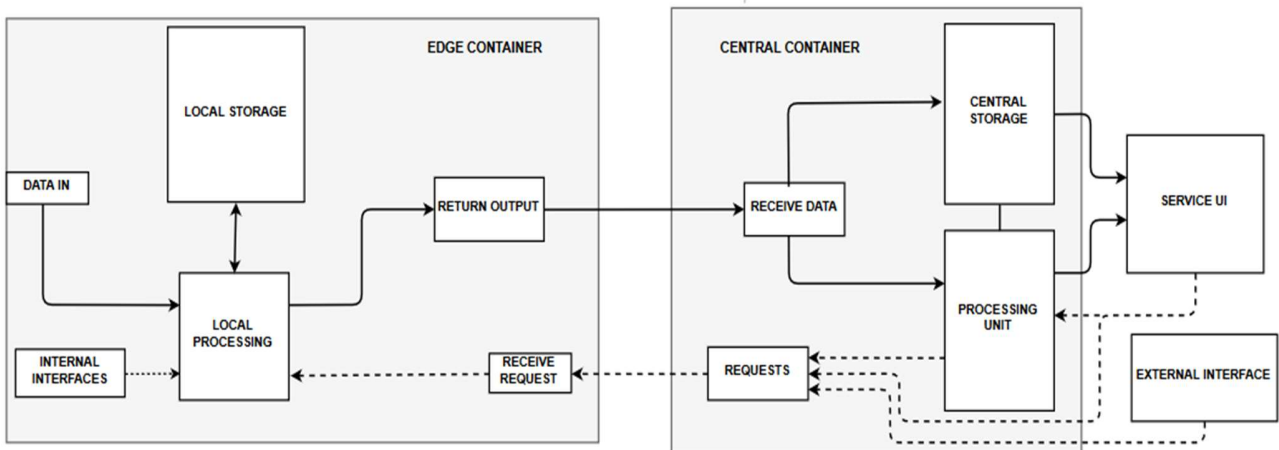 EDGE CONTAINER
LOCAL STORAGE
DATA IN
RETURN OUTPUT
LOCAL
PROCESSING
INTERNAL
INTERFACES
RECEIVE
REQUEST
CENTRAL CONTAINER
CENTRAL
STORAGE
RECEIVE DATA
SERVICE UI
PROCESSING
UNIT
REQUESTS
EXTERNAL INTERFACE